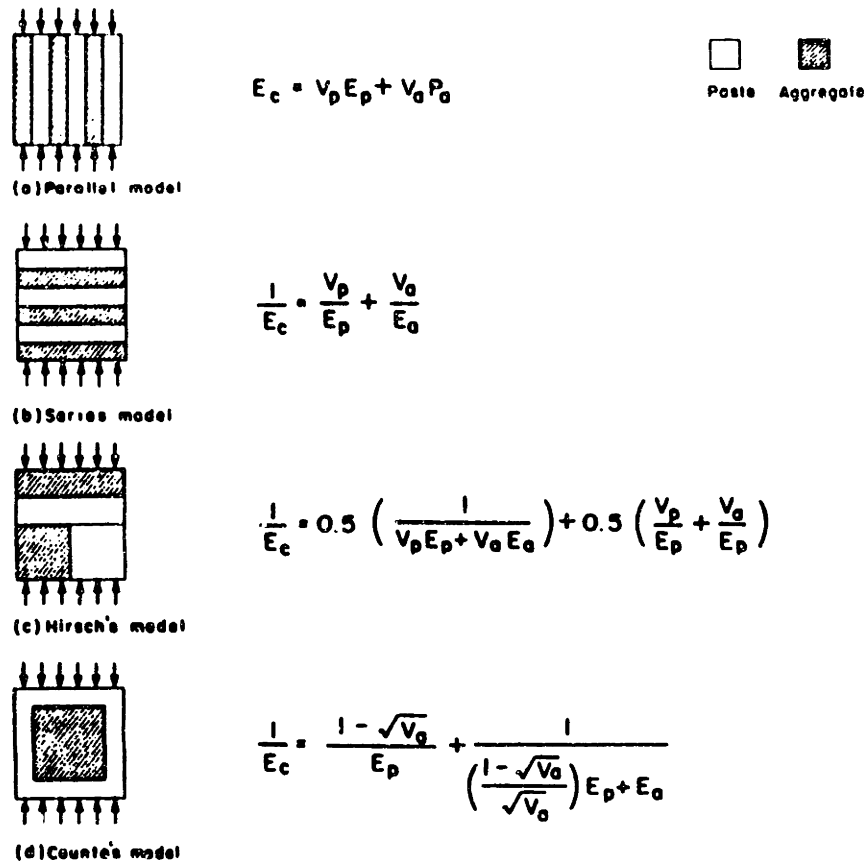 E_c = V_p E_p + V_a P_a
Paste Aggregate
(a) Parallel model
1/E_c = V_p/E_p + V_a/E_a
(b) Series model
1/E_c = 0.5 ( 1/(V_p E_p + V_a E_a) ) + 0.5 ( V_p/E_p + V_a/E_p )
(c) Hirsch's model
1/E_c = (1 - √V_a)/E_p + 1/( ( (1 - √V_a)/√V_a ) E_p + E_a )
(d) Counte's model